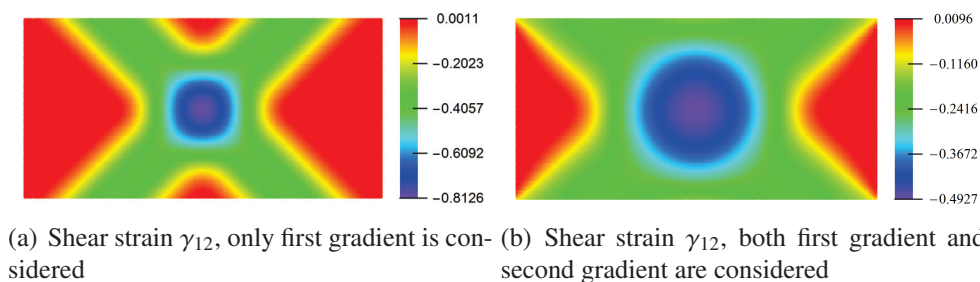 0.0011
-0.2023
-0.4057
-0.6092
-0.8126
0.0096
-0.1160
-0.2416
-0.3672
-0.4927
(a) Shear strain γ12, only first gradient is con-
sidered
(b) Shear strain γ12, both first gradient and
second gradient are considered